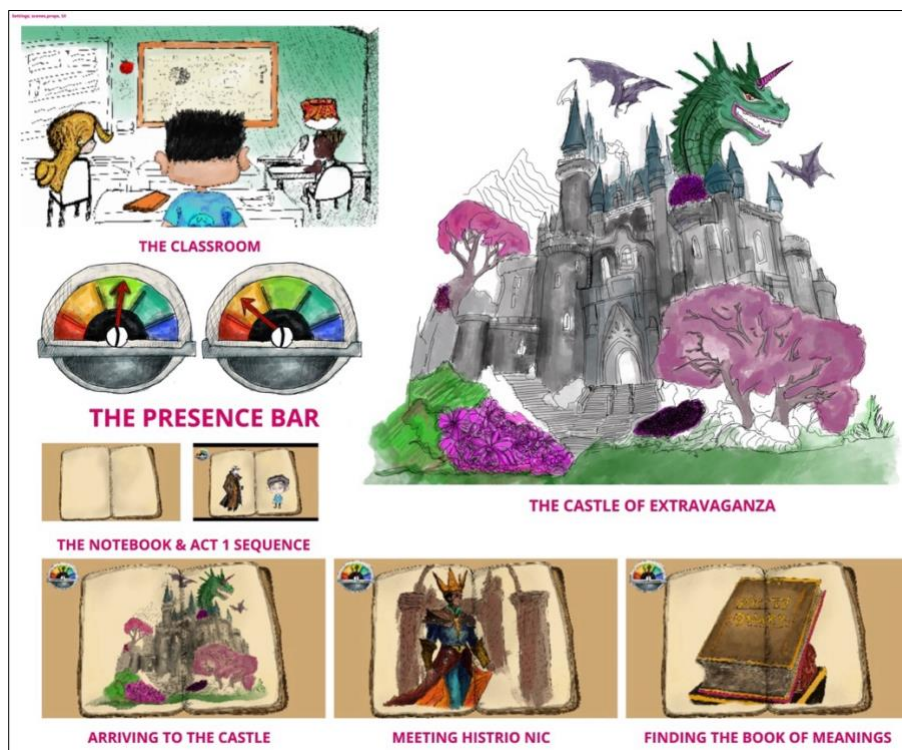 Settings, scenes, props, UI
THE CLASSROOM
THE PRESENCE BAR
THE CASTLE OF EXTRAVAGANZA
THE NOTEBOOK & ACT 1 SEQUENCE
ARRIVING TO THE CASTLE
MEETING HISTRIO NIC
FINDING THE BOOK OF MEANINGS